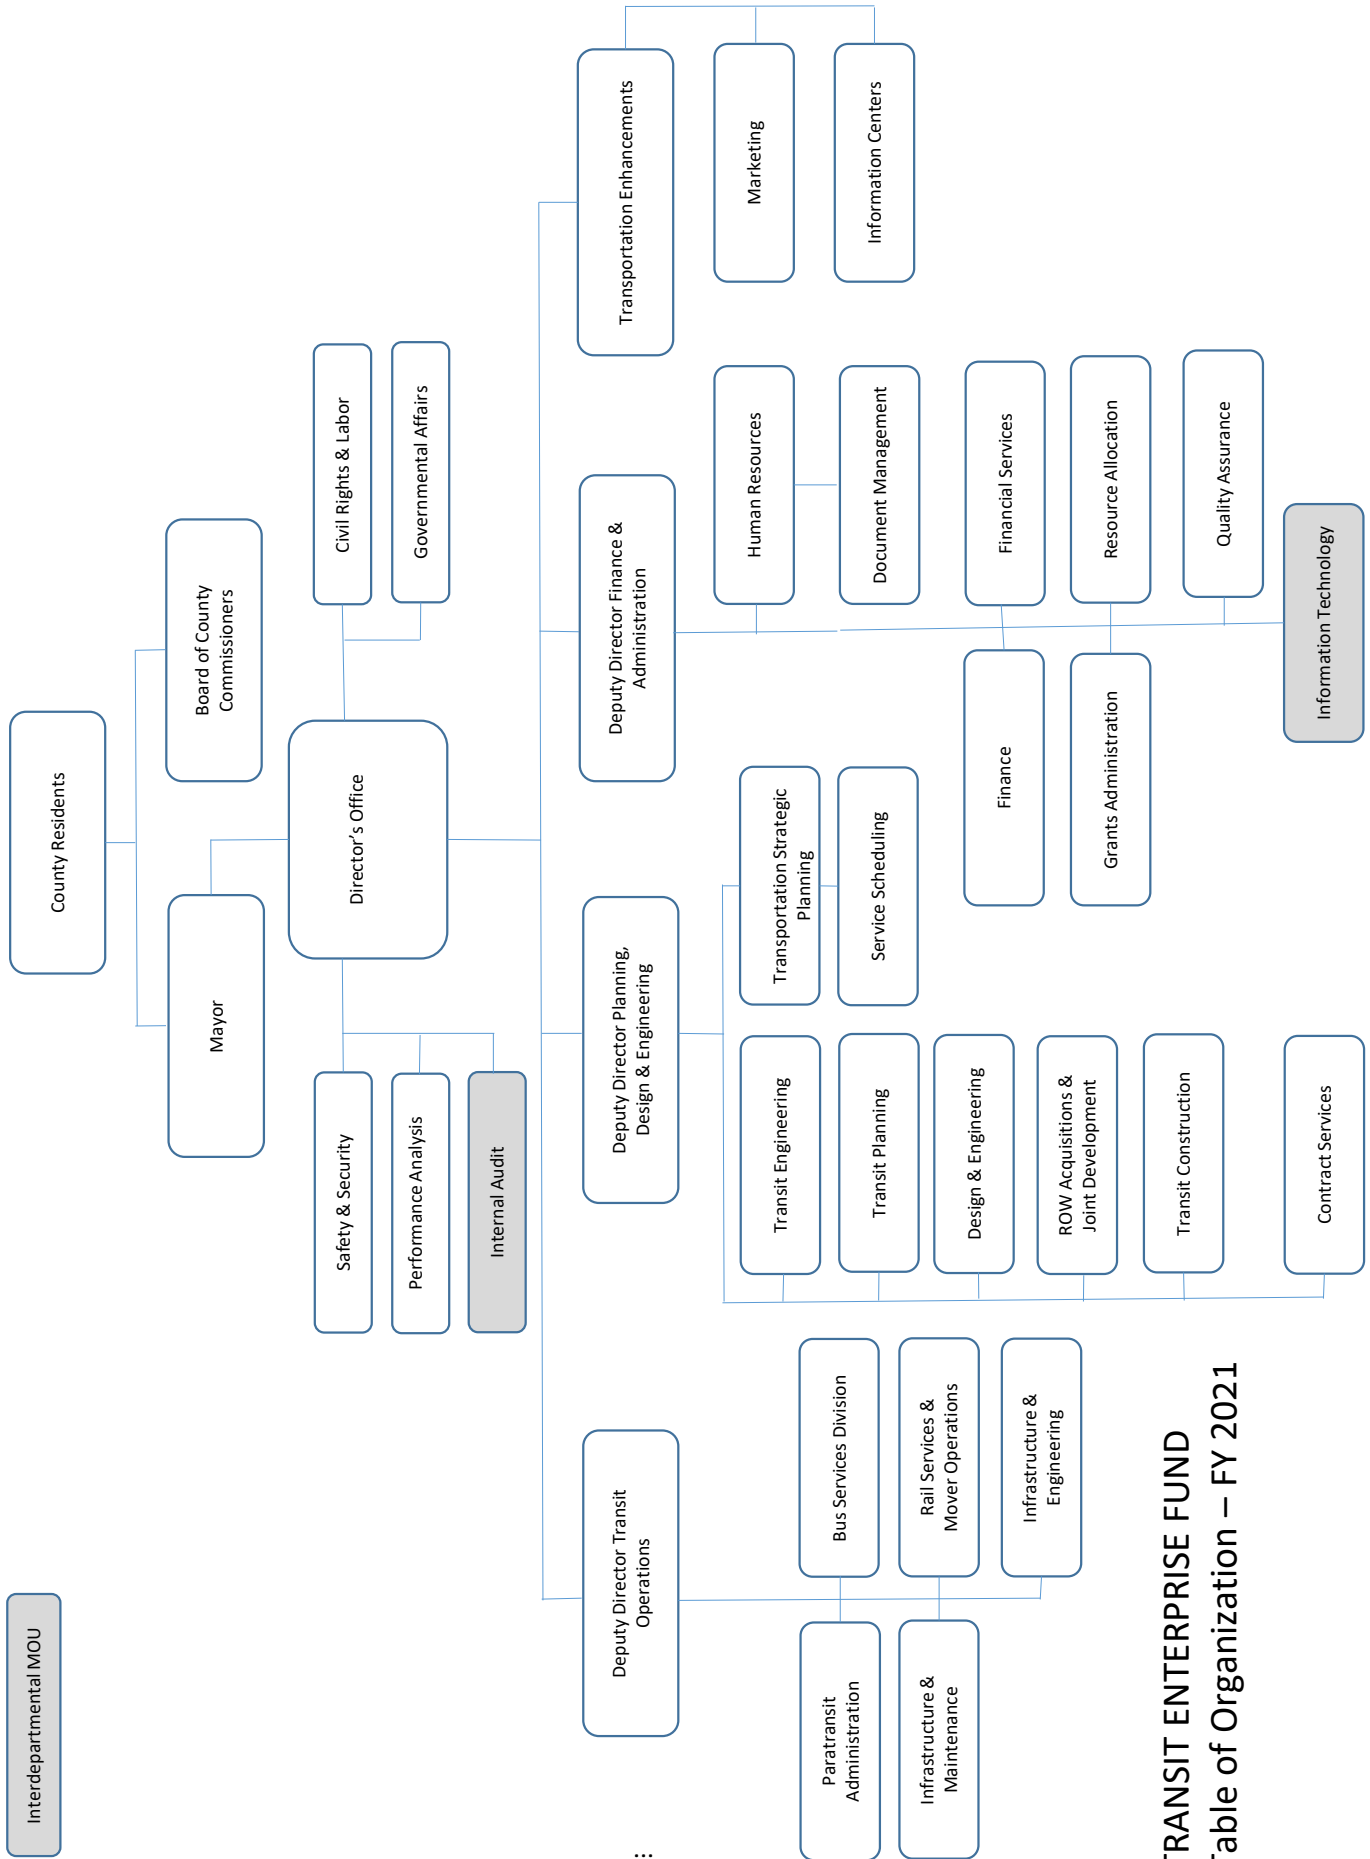 Interdepartmental MOU
County Residents
Mayor
Board of County
Commissioners
Director’s Office
Safety & Security
Performance Analysis
Internal Audit
Civil Rights & Labor
Governmental Affairs
Deputy Director Transit
Operations
Deputy Director Planning,
Design & Engineering
Deputy Director Finance &
Administration
Transportation Enhancements
Paratransit
Administration
Infrastructure &
Maintenance
Bus Services Division
Rail Services &
Mover Operations
Infrastructure &
Engineering
Transit Engineering
Transit Planning
Design & Engineering
ROW Acquisitions &
Joint Development
Transit Construction
Contract Services
Transportation Strategic
Planning
Service Scheduling
Human Resources
Document Management
Finance
Financial Services
Grants Administration
Resource Allocation
Quality Assurance
Information Technology
Marketing
Information Centers
...
TRANSIT ENTERPRISE FUND
Table of Organization – FY 2021